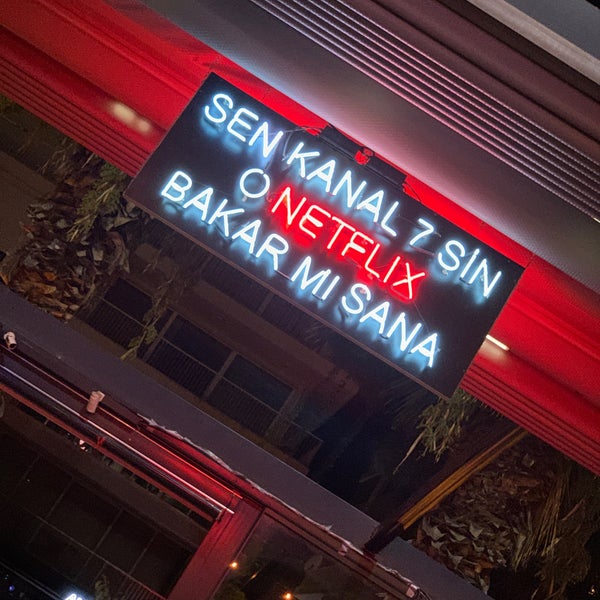 SEN KANAL 7 SİN
O NETFLIX
BAKAR MI SANA